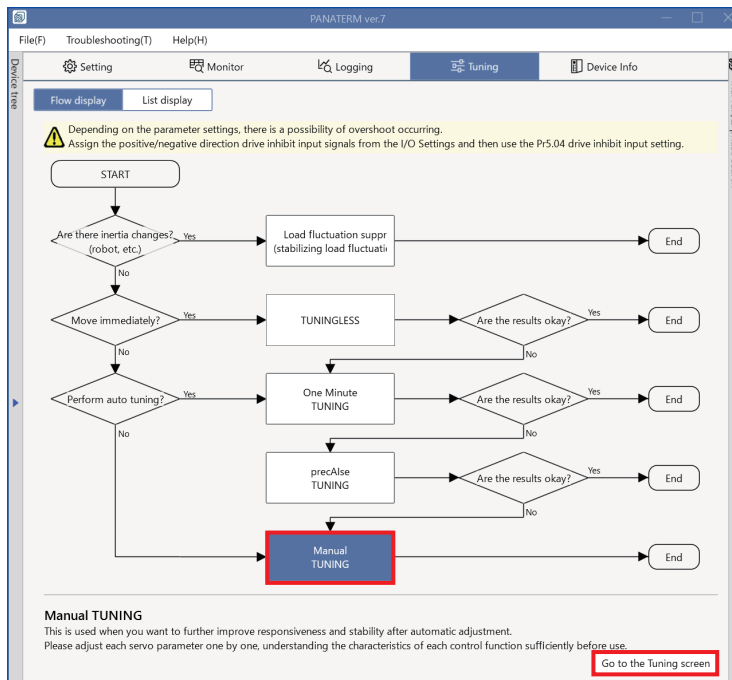 PANATERM ver.7
File(F) Troubleshooting(T) Help(H)
Device tree
Setting Monitor Logging Tuning Device Info
Flow display List display
Depending on the parameter settings, there is a possibility of overshoot occurring.
Assign the positive/negative direction drive inhibit input signals from the I/O Settings and then use the Pr5.04 drive inhibit input setting.
START
Are there inertia changes?
(robot, etc.)
Yes
Load fluctuation suppr
(stabilizing load fluctuatio
End
No
Move immediately?
Yes
TUNINGLESS
Are the results okay?
Yes
End
No
No
Perform auto tuning?
Yes
One Minute
TUNING
Are the results okay?
Yes
End
No
No
precAIse
TUNING
Are the results okay?
Yes
End
No
Manual
TUNING
End
Manual TUNING
This is used when you want to further improve responsiveness and stability after automatic adjustment.
Please adjust each servo parameter one by one, understanding the characteristics of each control function sufficiently before use.
Go to the Tuning screen